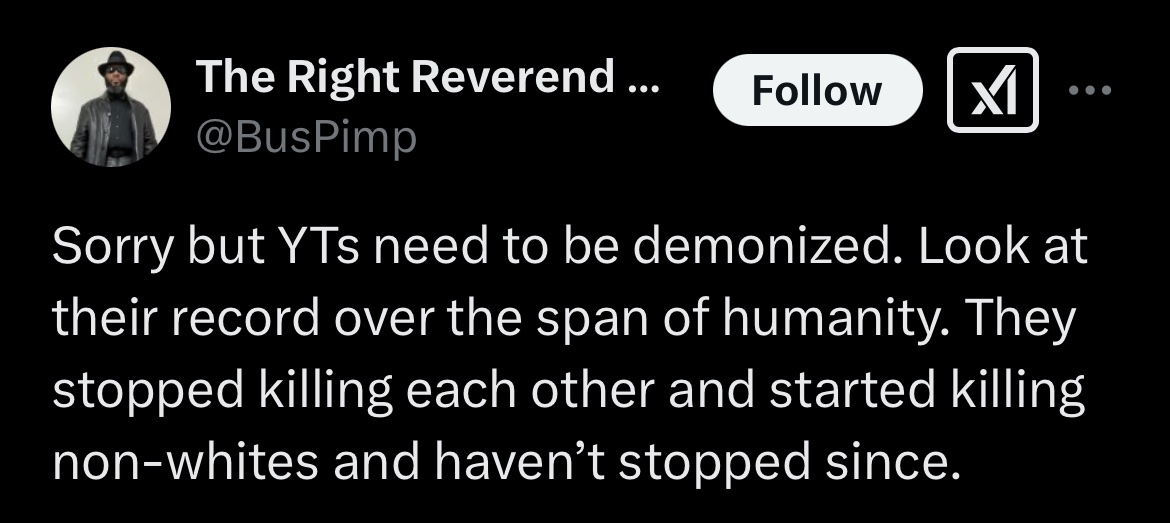 The Right Reverend ...
Follow
@BusPimp
Sorry but YTs need to be demonized. Look at
their record over the span of humanity. They
stopped killing each other and started killing
non-whites and haven’t stopped since.